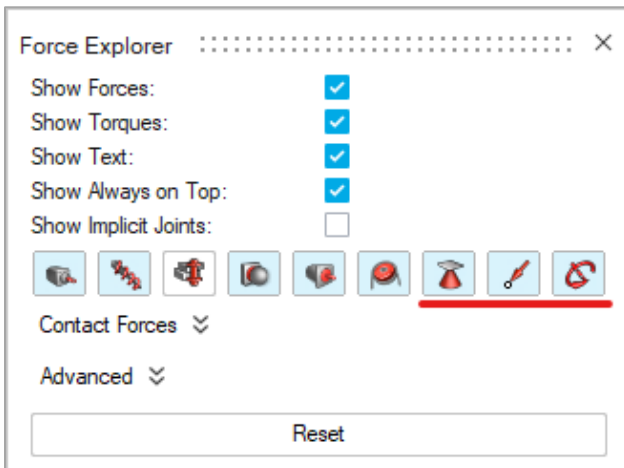 Force Explorer
Show Forces:
Show Torques:
Show Text:
Show Always on Top:
Show Implicit Joints:
Contact Forces
Advanced
Reset